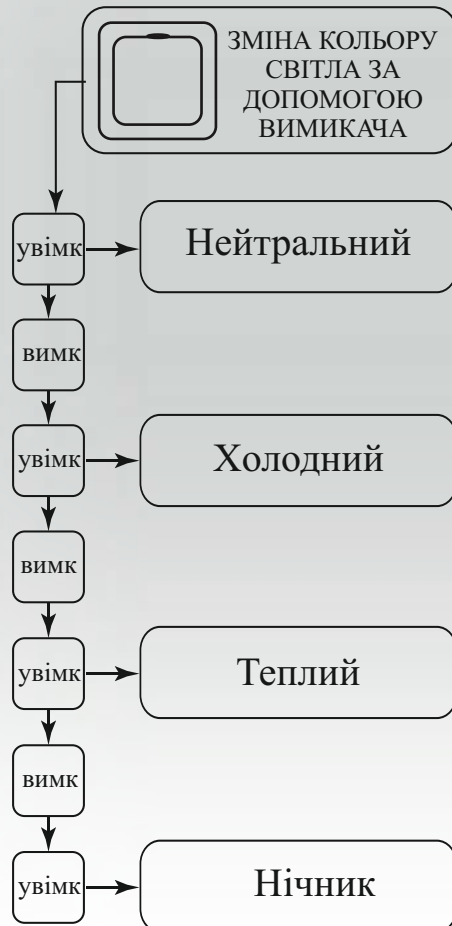 ЗМІНА КОЛЬОРУ
СВІТЛА ЗА
ДОПОМОГОЮ
ВИМИКАЧА
увімк
Нейтральний
вимк
увімк
Холодний
вимк
увімк
Теплий
вимк
увімк
Нічник